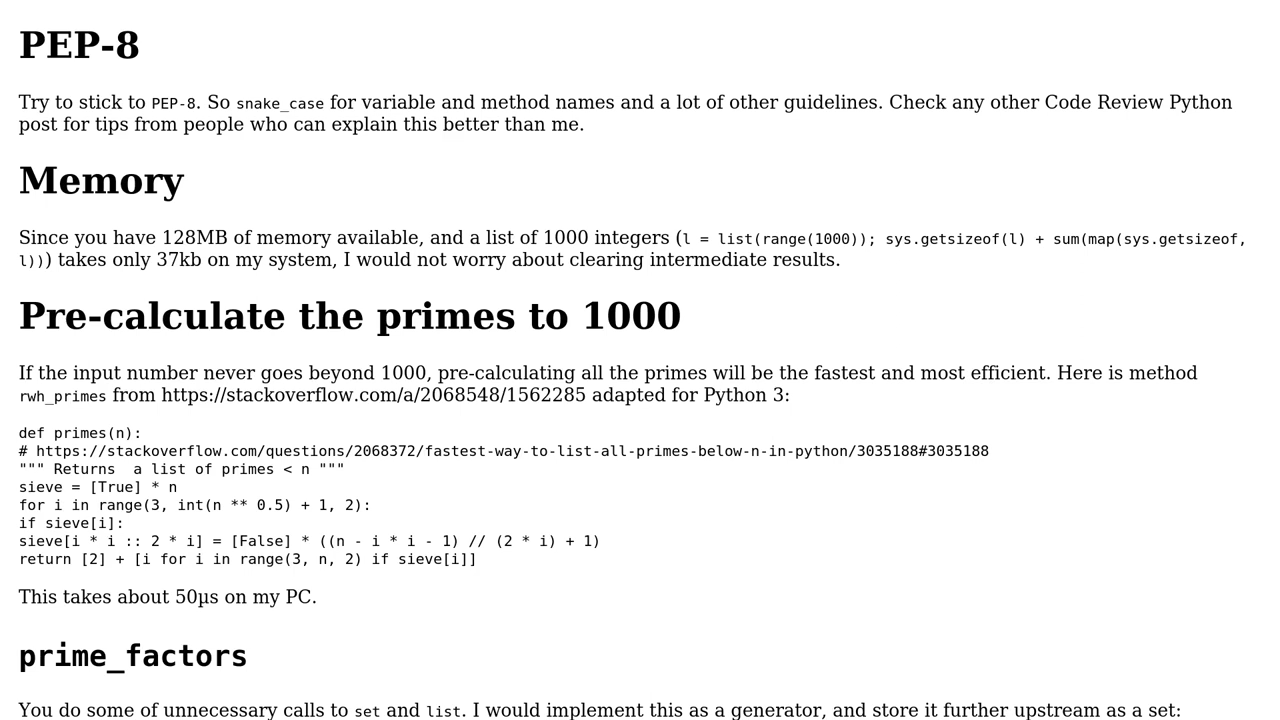 PEP-8
Try to stick to PEP-8. So snake_case for variable and method names and a lot of other guidelines. Check any other Code Review Python
post for tips from people who can explain this better than me.
Memory
Since you have 128MB of memory available, and a list of 1000 integers (l = list(range(1000)); sys.getsizeof(l) + sum(map(sys.getsizeof,
l))) takes only 37kb on my system, I would not worry about clearing intermediate results.
Pre-calculate the primes to 1000
If the input number never goes beyond 1000, pre-calculating all the primes will be the fastest and most efficient. Here is method
rwh_primes from https://stackoverflow.com/a/2068548/1562285 adapted for Python 3:
def primes(n):
# https://stackoverflow.com/questions/2068372/fastest-way-to-list-all-primes-below-n-in-python/3035188#3035188
""" Returns  a list of primes < n """
sieve = [True] * n
for i in range(3, int(n ** 0.5) + 1, 2):
if sieve[i]:
sieve[i * i :: 2 * i] = [False] * ((n - i * i - 1) // (2 * i) + 1)
return [2] + [i for i in range(3, n, 2) if sieve[i]]
This takes about 50µs on my PC.
prime_factors
You do some of unnecessary calls to set and list. I would implement this as a generator, and store it further upstream as a set: